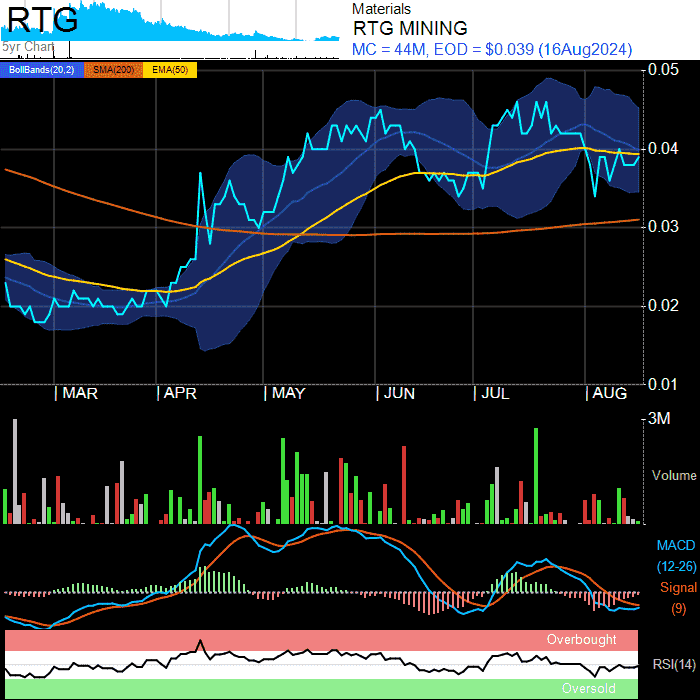 RTG
5yr Chart
Materials
RTG MINING
MC = 44M, EOD = $0.039 (16Aug2024)
BollBands(20,2) SMA(200) EMA(50)
0.05
0.04
0.03
0.02
0.01
| MAR | APR | MAY | JUN | JUL | AUG
3M
Volume
MACD
(12-26)
Signal
(9)
Overbought
RSI(14)
Oversold